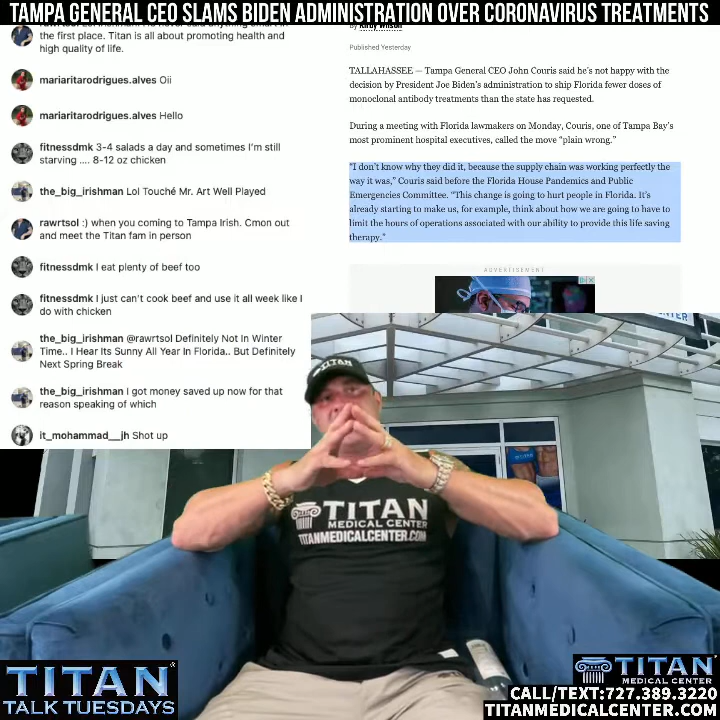 TAMPA GENERAL CEO SLAMS BIDEN ADMINISTRATION OVER CORONAVIRUS TREATMENTS
the first place. Titan is all about promoting health and
high quality of life.
mariaritarodrigues.alves Oii
mariaritarodrigues.alves Hello
fitnessdmk 3-4 salads a day and sometimes I'm still
starving .... 8-12 oz chicken
the_big_irishman Lol Touché Mr. Art Well Played
rawrtsol :) when you coming to Tampa Irish. Cmon out
and meet the Titan fam in person
fitnessdmk I eat plenty of beef too
fitnessdmk I just can't cook beef and use it all week like I
do with chicken
the_big_irishman @rawrtsol Definitely Not In Winter
Time.. I Hear Its Sunny All Year In Florida.. But Definitely
Next Spring Break
the_big_irishman I got money saved up now for that
reason speaking of which
it_mohammad__jh Shot up
By Kirby Wilson
Published Yesterday
TALLAHASSEE — Tampa General CEO John Couris said he's not happy with the
decision by President Joe Biden's administration to ship Florida fewer doses of
monoclonal antibody treatments than the state has requested.
During a meeting with Florida lawmakers on Monday, Couris, one of Tampa Bay's
most prominent hospital executives, called the move "plain wrong."
"I don't know why they did it, because the supply chain was working perfectly the
way it was," Couris said before the Florida House Pandemics and Public
Emergencies Committee. "This change is going to hurt people in Florida. It's
already starting to make us, for example, think about how we are going to have to
limit the hours of operations associated with our ability to provide this life saving
therapy."
ADVERTISEMENT
CENTER
TITAN
TITAN
MEDICAL CENTER
TITANMEDICALCENTER.COM
TITAN®
TALK TUESDAYS
TITAN
MEDICAL CENTER
CALL/TEXT:727.389.3220
TITANMEDICALCENTER.COM